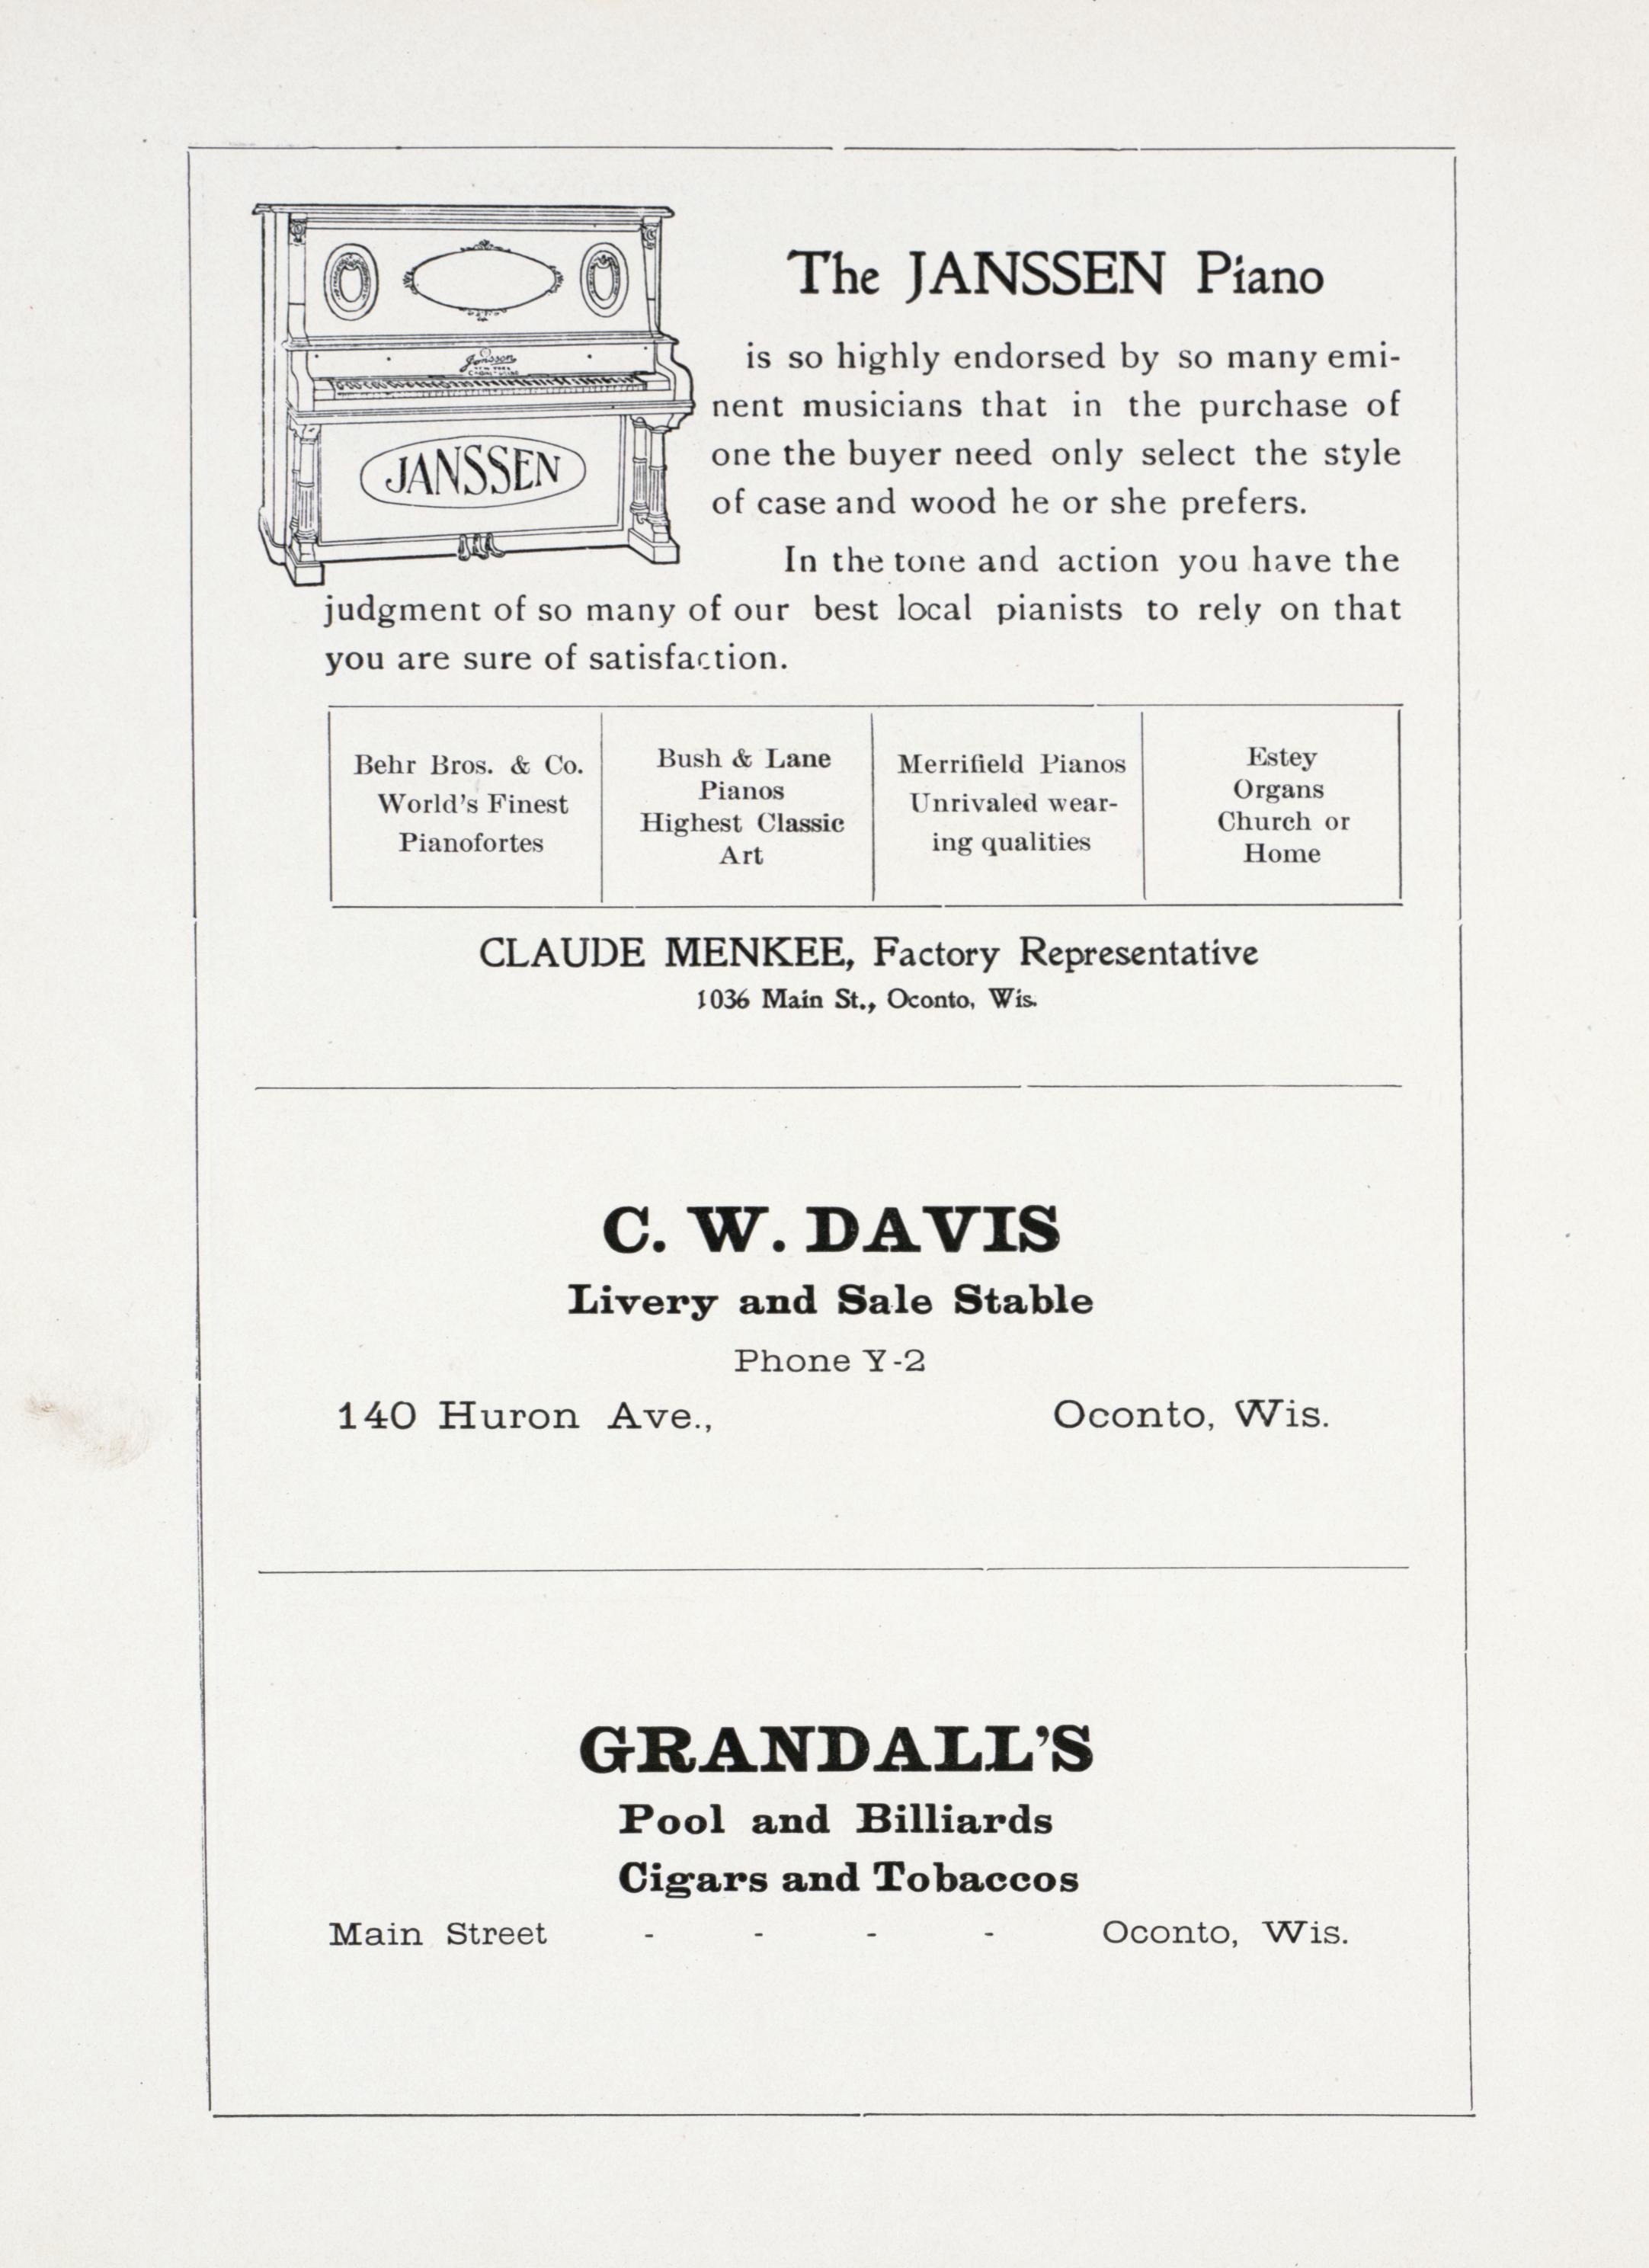 The JANSSEN Piano
is so highly endorsed by so many emi-
nent musicians that in the purchase of
one the buyer need only select the style
of case and wood he or she prefers.
Janssen
JANSSEN
In the tone and action you have the
judgment of so many of our best local pianists to rely on that
you are sure of satisfaction.
Behr Bros. & Co.
World's Finest
Pianofortes
Bush & Lane
Pianos
Highest Classic
Art
Merrifield Pianos
Unrivaled wear-
ing qualities
Estey
Organs
Church or
Home
CLAUDE MENKEE, Factory Representative
1036 Main St., Oconto, Wis.
C. W. DAVIS
Livery and Sale Stable
Phone Y-2
140 Huron Ave., Oconto, Wis.
GRANDALL'S
Pool and Billiards
Cigars and Tobaccos
Main Street - - - - Oconto, Wis.